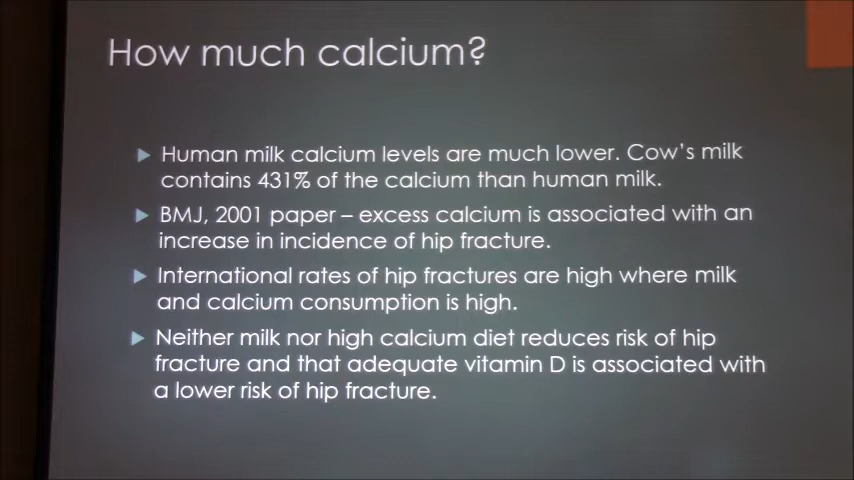 How much calcium?
Human milk calcium levels are much lower. Cow's milk
contains 431% of the calcium than human milk.
BMJ, 2001 paper – excess calcium is associated with an
increase in incidence of hip fracture.
International rates of hip fractures are high where milk
and calcium consumption is high.
Neither milk nor high calcium diet reduces risk of hip
fracture and that adequate vitamin D is associated with
a lower risk of hip fracture.